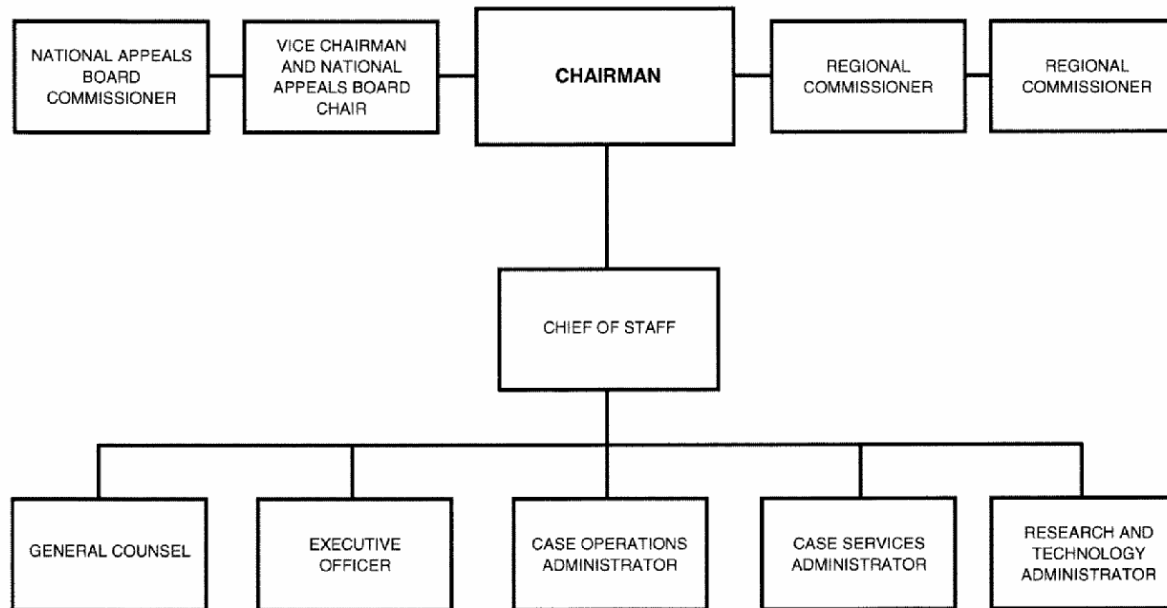 NATIONAL APPEALS
BOARD
COMMISSIONER
VICE CHAIRMAN
AND NATIONAL
APPEALS BOARD
CHAIR
CHAIRMAN
REGIONAL
COMMISSIONER
REGIONAL
COMMISSIONER
CHIEF OF STAFF
GENERAL COUNSEL
EXECUTIVE
OFFICER
CASE OPERATIONS
ADMINISTRATOR
CASE SERVICES
ADMINISTRATOR
RESEARCH AND
TECHNOLOGY
ADMINISTRATOR